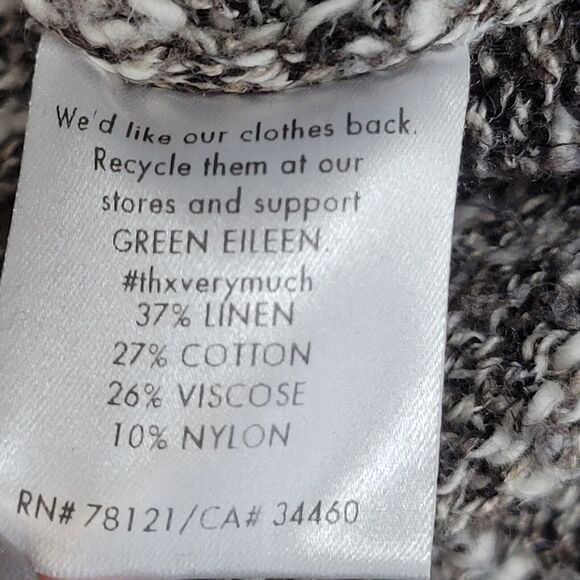 We'd like our clothes back.
Recycle them at our
stores and support
GREEN EILEEN.
#thxverymuch
37% LINEN
27% COTTON
26% VISCOSE
10% NYLON
RN# 78121/CA# 34460